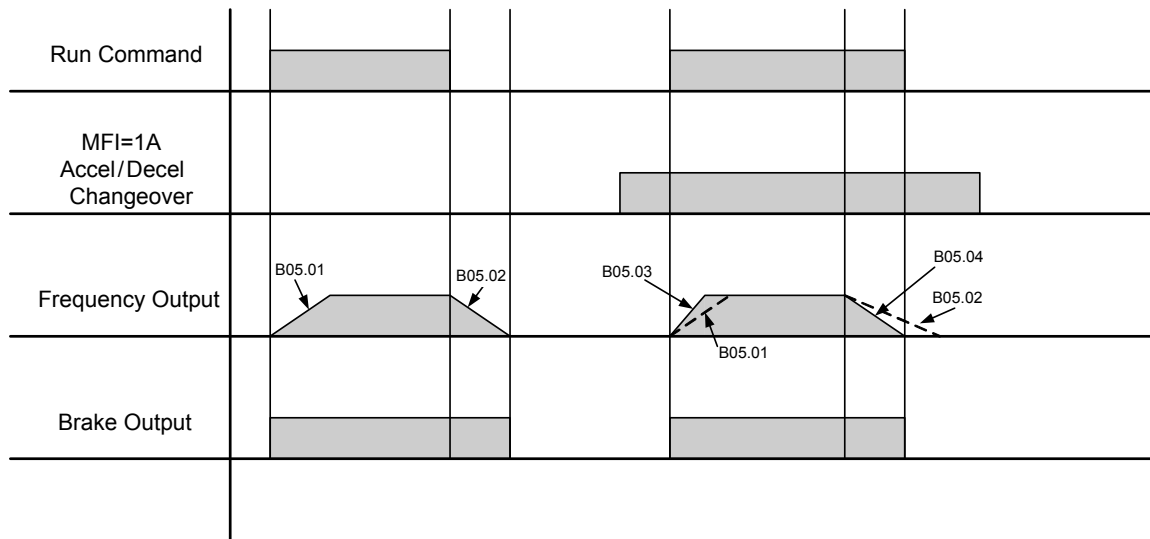 Run Command
MFI=1A
Accel/Decel
Changeover
Frequency Output
B05.01
B05.02
B05.03
B05.01
B05.04
B05.02
Brake Output